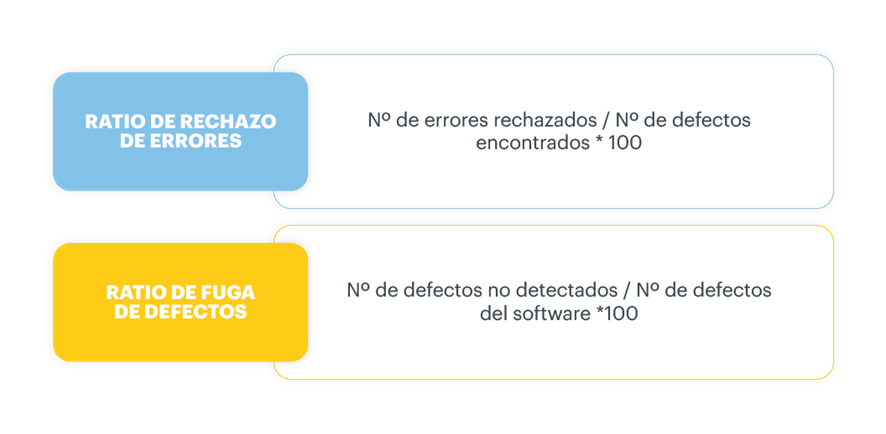 RATIO DE RECHAZO
DE ERRORES
Nº de errores rechazados / Nº de defectos
encontrados * 100
RATIO DE FUGA
DE DEFECTOS
Nº de defectos no detectados / Nº de defectos
del software *100